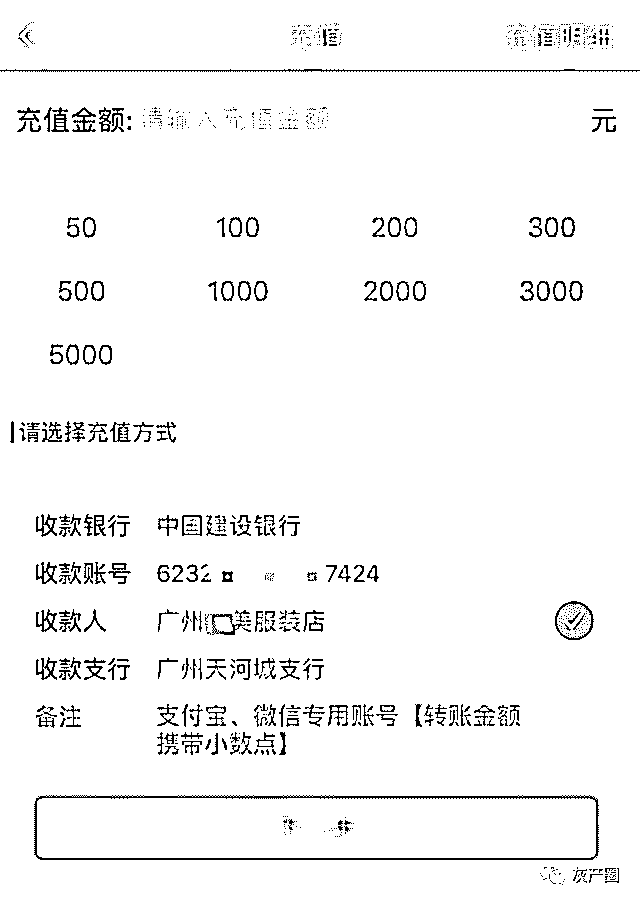 充值 充值明细
充值金额: 请输入充值金额 元
50 100 200 300
500 1000 2000 3000
5000
请选择充值方式
收款银行 中国建设银行
收款账号 6232 7424
收款人 广州 美服装店
收款支行 广州天河城支行
备注 支付宝、微信专用账号【转账金额
携带小数点】
灰产圈